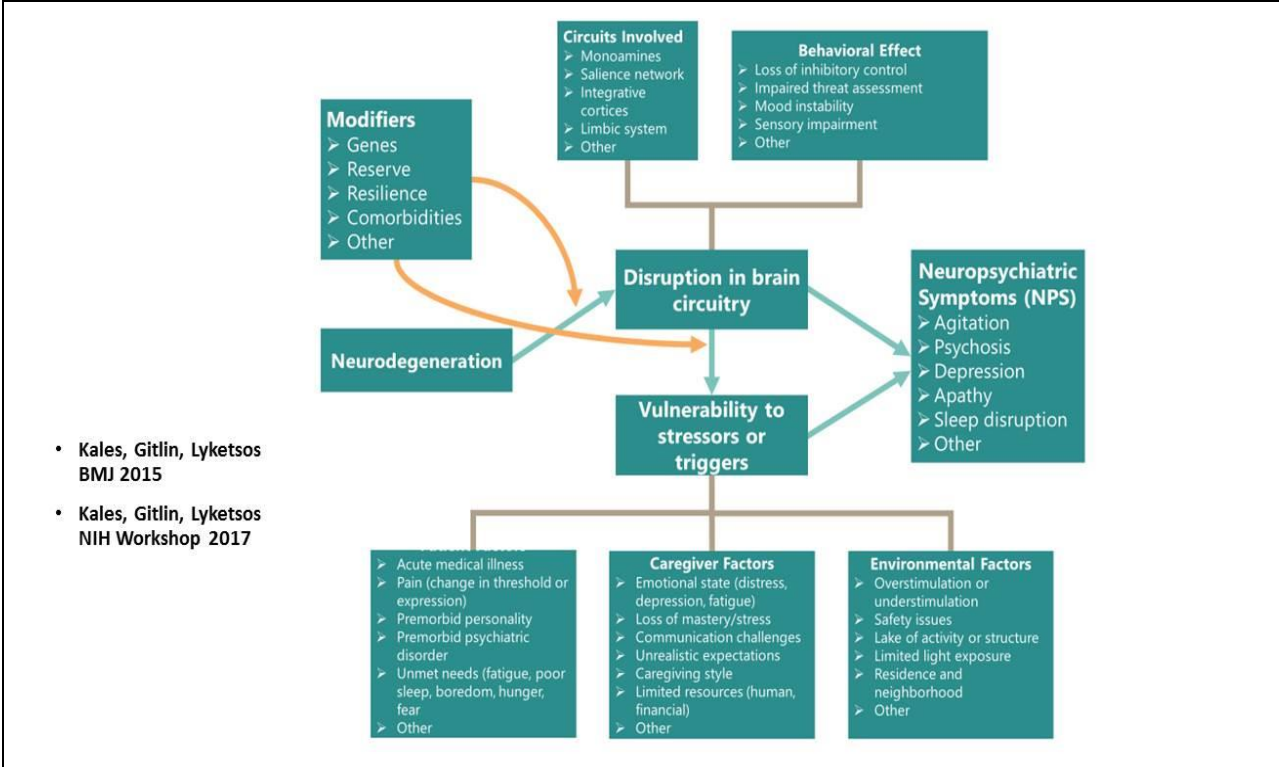 Circuits Involved
➢ Monoamines
➢ Salience network
➢ Integrative
cortices
➢ Limbic system
➢ Other
Behavioral Effect
➢ Loss of inhibitory control
➢ Impaired threat assessment
➢ Mood instability
➢ Sensory impairment
➢ Other
Modifiers
➢ Genes
➢ Reserve
➢ Resilience
➢ Comorbidities
➢ Other
Disruption in brain
circuitry
Neuropsychiatric
Symptoms (NPS)
➢ Agitation
➢ Psychosis
➢ Depression
➢ Apathy
➢ Sleep disruption
➢ Other
Neurodegeneration
Vulnerability to
stressors or
triggers
• Kales, Gitlin, Lyketsos
BMJ 2015
• Kales, Gitlin, Lyketsos
NIH Workshop 2017
➢ Acute medical illness
➢ Pain (change in threshold or
expression)
➢ Premorbid personality
➢ Premorbid psychiatric
disorder
➢ Unmet needs (fatigue, poor
sleep, boredom, hunger,
fear
➢ Other
Caregiver Factors
➢ Emotional state (distress,
depression, fatigue)
➢ Loss of mastery/stress
➢ Communication challenges
➢ Unrealistic expectations
➢ Caregiving style
➢ Limited resources (human,
financial)
➢ Other
Environmental Factors
➢ Overstimulation or
understimulation
➢ Safety issues
➢ Lake of activity or structure
➢ Limited light exposure
➢ Residence and
neighborhood
➢ Other